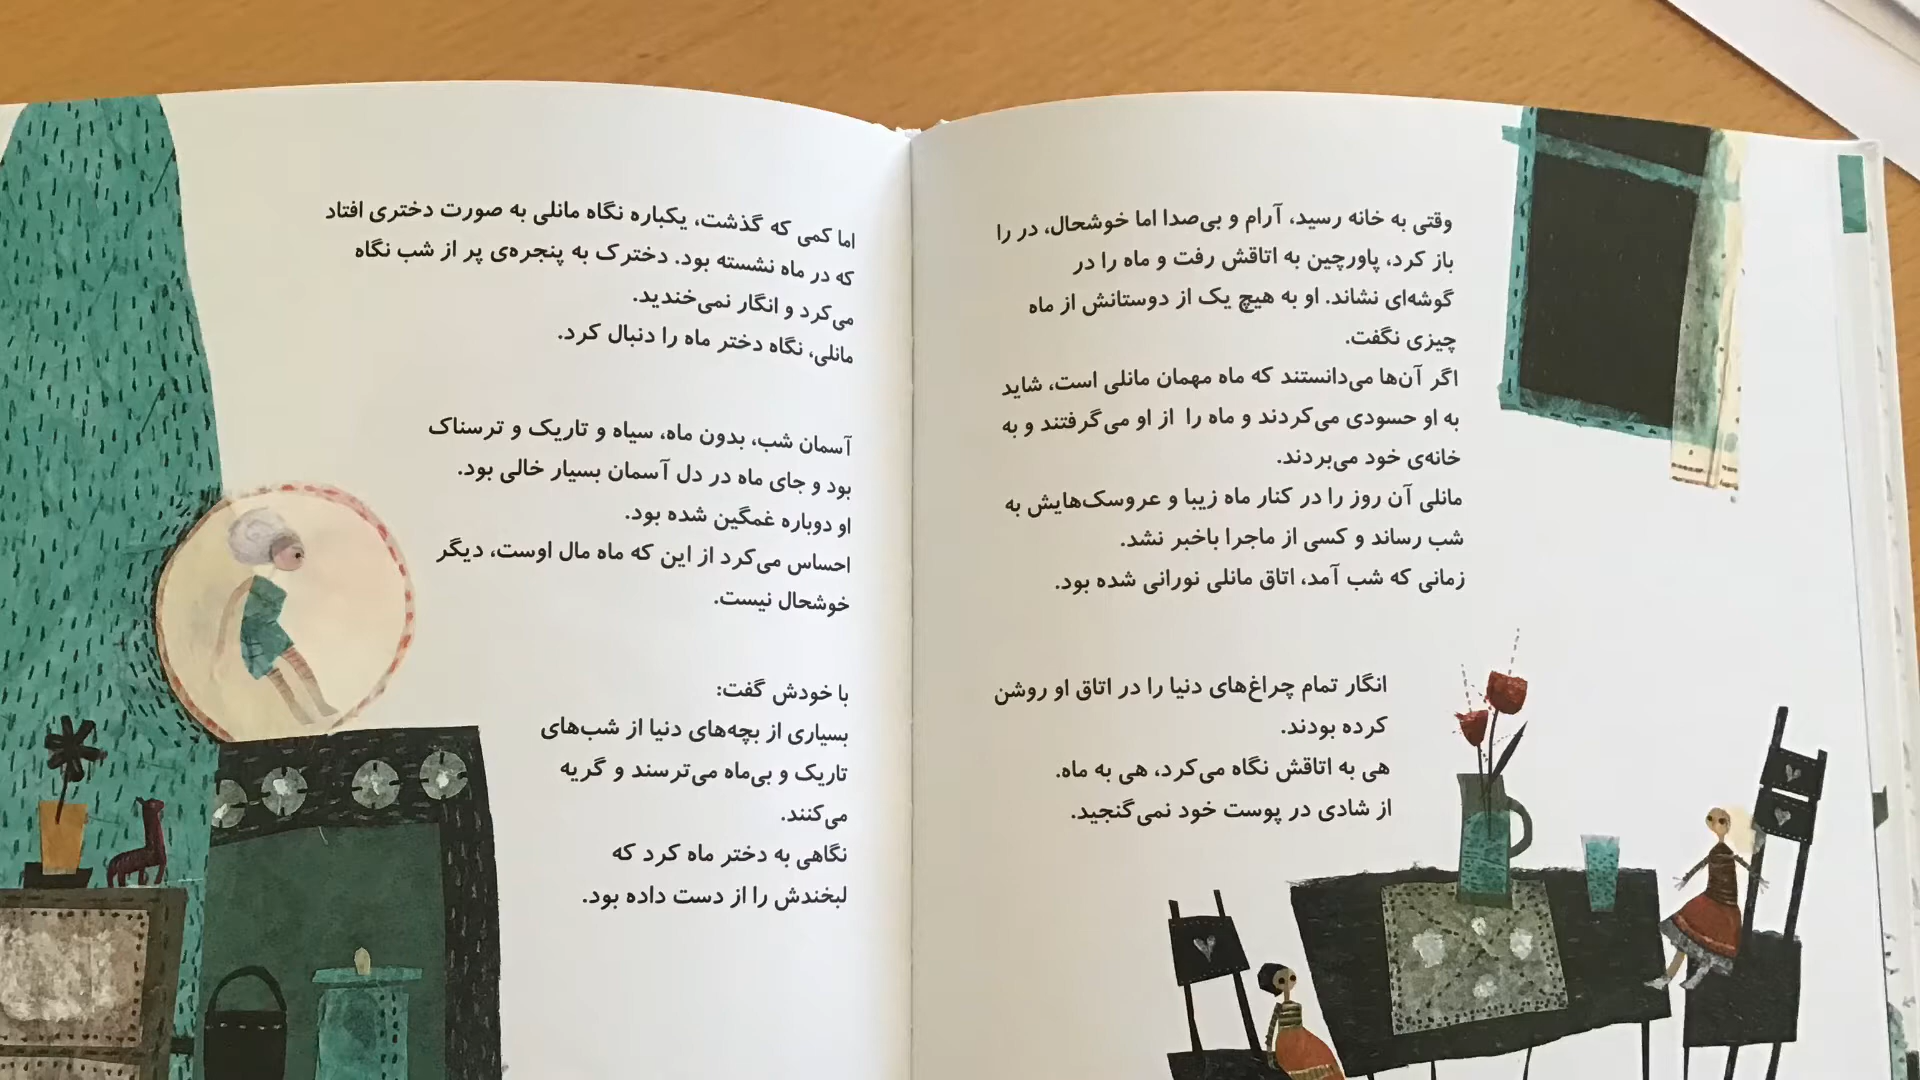 وقتی به خانه رسید، آرام و بی‌صدا اما خوشحال، در را
باز کرد، پاورچین به اتاقش رفت و ماه را در
گوشه‌ای نشاند. او به هیچ یک از دوستانش از ماه
چیزی نگفت.
اگر آن‌ها می‌دانستند که ماه مهمان مانلی است، شاید
به او حسودی می‌کردند و ماه را از او می‌گرفتند و به
خانه‌ی خود می‌بردند.
مانلی آن روز را در کنار ماه زیبا و عروسک‌هایش به
شب رساند و کسی از ماجرا باخبر نشد.
زمانی که شب آمد، اتاق مانلی نورانی شده بود.
انگار تمام چراغ‌های دنیا را در اتاق او روشن
کرده بودند.
هی به اتاقش نگاه می‌کرد، هی به ماه.
از شادی در پوست خود نمی‌گنجید.
اما کمی که گذشت، یکباره نگاه مانلی به صورت دختری افتاد
که در ماه نشسته بود. دخترک به پنجره‌ی پر از شب نگاه
می‌کرد و انگار نمی‌خندید.
مانلی، نگاه دختر ماه را دنبال کرد.
آسمان شب، بدون ماه، سیاه و تاریک و ترسناک
بود و جای ماه در دل آسمان بسیار خالی بود.
او دوباره غمگین شده بود.
احساس می‌کرد از این که ماه مال اوست، دیگر
خوشحال نیست.
با خودش گفت:
بسیاری از بچه‌های دنیا از شب‌های
تاریک و بی‌ماه می‌ترسند و گریه
می‌کنند.
نگاهی به دختر ماه کرد که
لبخندش را از دست داده بود.